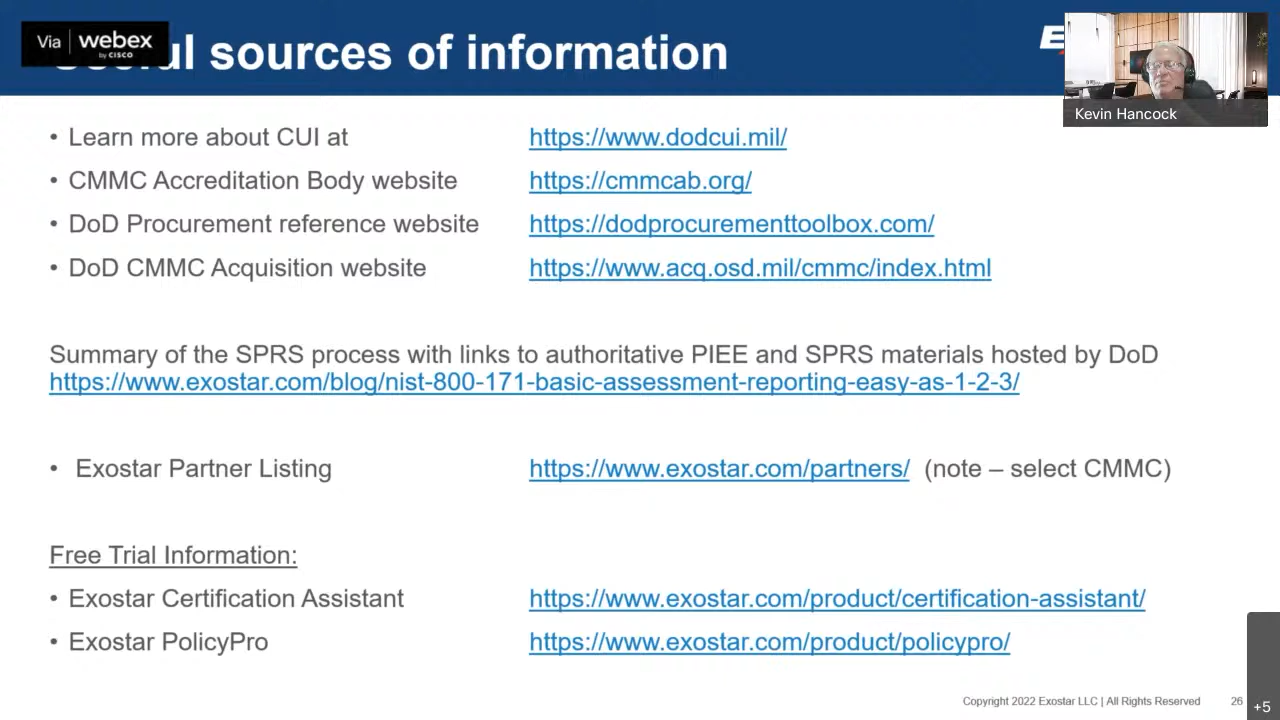 Via webex
by CISCO
sources of information
Kevin Hancock
• Learn more about CUI at https://www.dodcui.mil/
• CMMC Accreditation Body website https://cmmcab.org/
• DoD Procurement reference website https://dodprocurementtoolbox.com/
• DoD CMMC Acquisition website https://www.acq.osd.mil/cmmc/index.html
Summary of the SPRS process with links to authoritative PIEE and SPRS materials hosted by DoD
https://www.exostar.com/blog/nist-800-171-basic-assessment-reporting-easy-as-1-2-3/
• Exostar Partner Listing https://www.exostar.com/partners/ (note – select CMMC)
Free Trial Information:
• Exostar Certification Assistant https://www.exostar.com/product/certification-assistant/
• Exostar PolicyPro https://www.exostar.com/product/policypro/
Copyright 2022 Exostar LLC | All Rights Reserved 26
+5